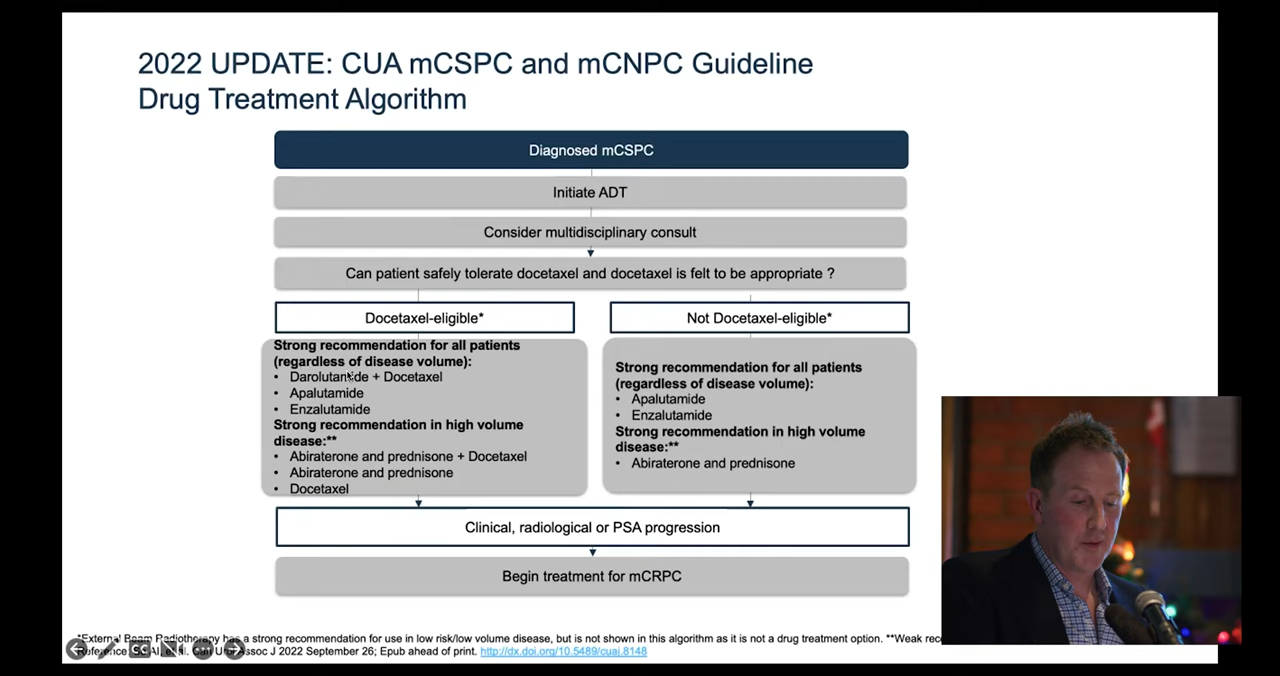 2022 UPDATE: CUA mCSPC and mCNPC Guideline
Drug Treatment Algorithm
Diagnosed mCSPC
Initiate ADT
Consider multidisciplinary consult
Can patient safely tolerate docetaxel and docetaxel is felt to be appropriate ?
Docetaxel-eligible*
Strong recommendation for all patients
(regardless of disease volume):
• Darolutamide + Docetaxel
• Apalutamide
• Enzalutamide
Strong recommendation in high volume
disease:**
• Abiraterone and prednisone + Docetaxel
• Abiraterone and prednisone
• Docetaxel
Not Docetaxel-eligible*
Strong recommendation for all patients
(regardless of disease volume):
• Apalutamide
• Enzalutamide
Strong recommendation in high volume
disease:**
• Abiraterone and prednisone
Clinical, radiological or PSA progression
Begin treatment for mCRPC
*External Beam Radiotherapy has a strong recommendation for use in low risk/low volume disease, but is not shown in this algorithm as it is not a drug treatment option. **Weak
Assoc J 2022 September 26; Epub ahead of print. http://dx.doi.org/10.5489/cuaj.8148
CC